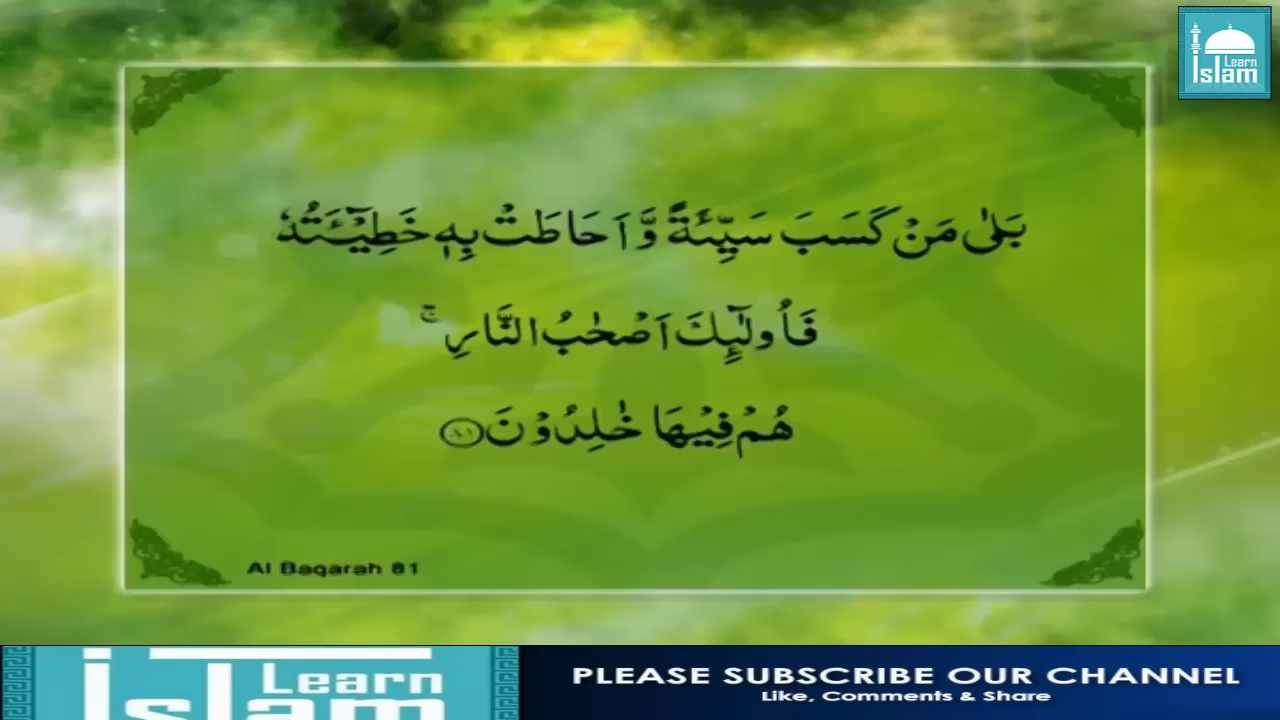 Learn
Islam
بَلٰى مَنْ كَسَبَ سَيِّئَةً وَّاَحَاطَتْ بِهٖ خَطِيْٓـَٔتُهٗ
فَاُولٰٓئِكَ اَصْحٰبُ النَّارِ ۚ
هُمْ فِيْهَا خٰلِدُوْنَ ۝٨١
Al Baqarah 81
Learn
islam
PLEASE SUBSCRIBE OUR CHANNEL
Like, Comments & Share